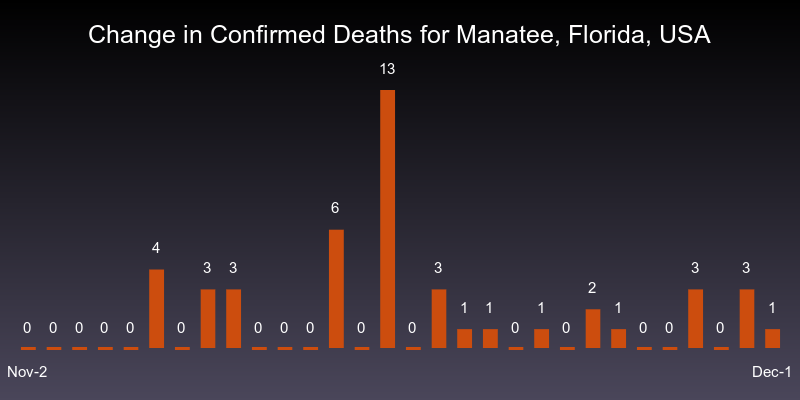 Change in Confirmed Deaths for Manatee, Florida, USA
13
6
4
3 3 3 3 3
2
1 1 1 1 1
0 0 0 0 0 0 0 0 0 0 0 0 0 0 0 0
Nov-2 Dec-1